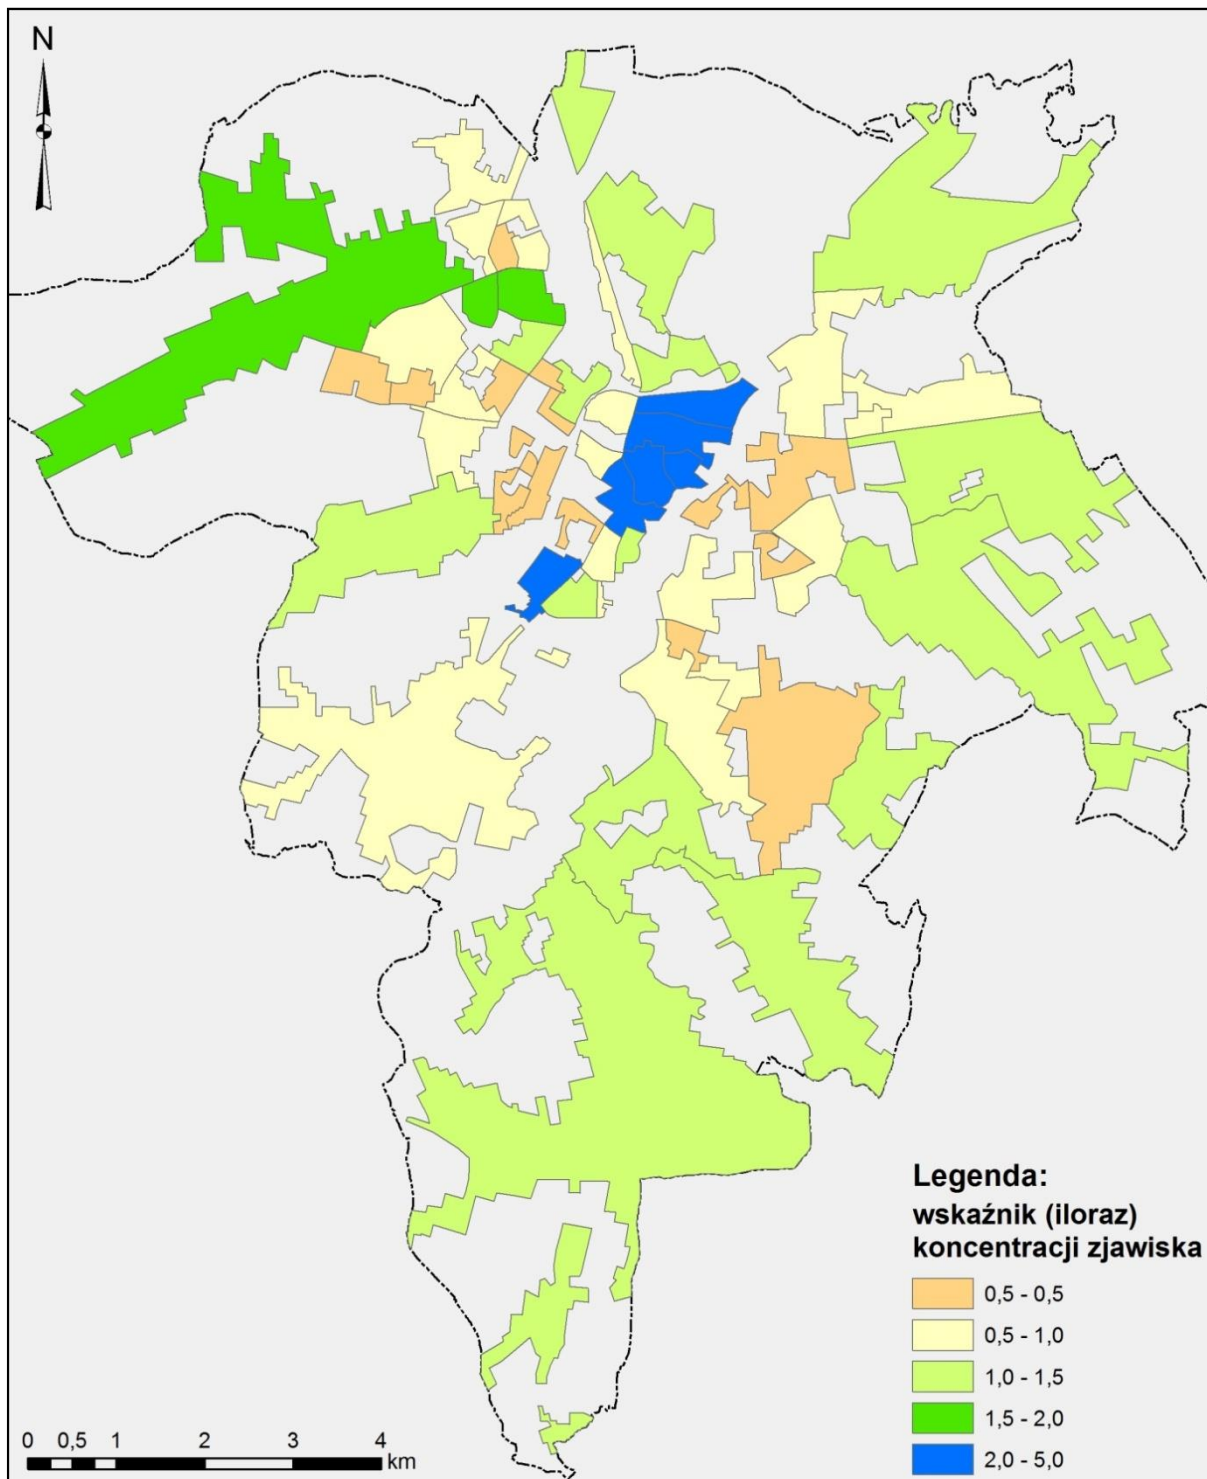 N
Legenda:
wskaźnik (iloraz)
koncentracji zjawiska
0,5 - 0,5
0,5 - 1,0
1,0 - 1,5
1,5 - 2,0
2,0 - 5,0
0 0,5 1 2 3 4
km